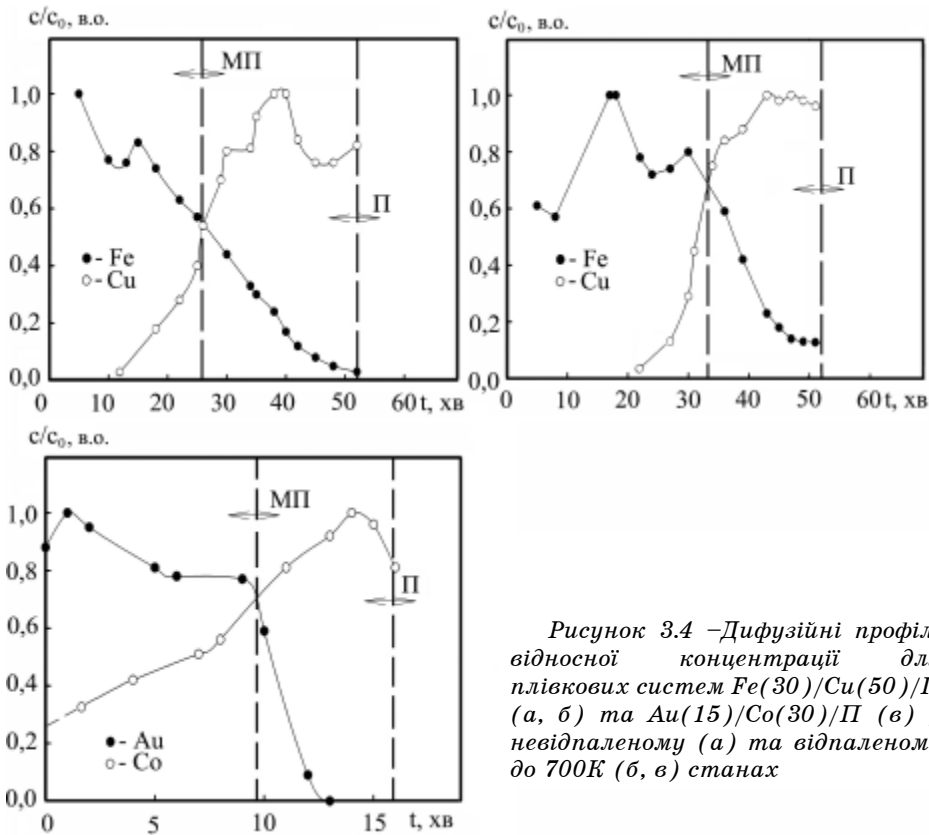 c/c₀, в.о.
МП
1,0
0,8
0,6
0,4
0,2
0,0
П
●- Fe
○- Cu
0 10 20 30 40 50 60 t, хв
c/c₀, в.о.
МП
1,0
0,8
0,6
0,4
0,2
0,0
П
●- Fe
○- Cu
0 10 20 30 40 50 60 t, хв
c/c₀, в.о.
МП
1,0
0,8
0,6
0,4
0,2
0,0
П
●- Au
○- Co
0 5 10 15 t, хв
Рисунок 3.4 –Дифузійні профіл
відносної концентрації дл
плівкових систем Fe(30)/Cu(50)/П
(а, б) та Au(15)/Co(30)/П (в)
невідпаленому (а) та відпаленом
до 700К (б, в) станах